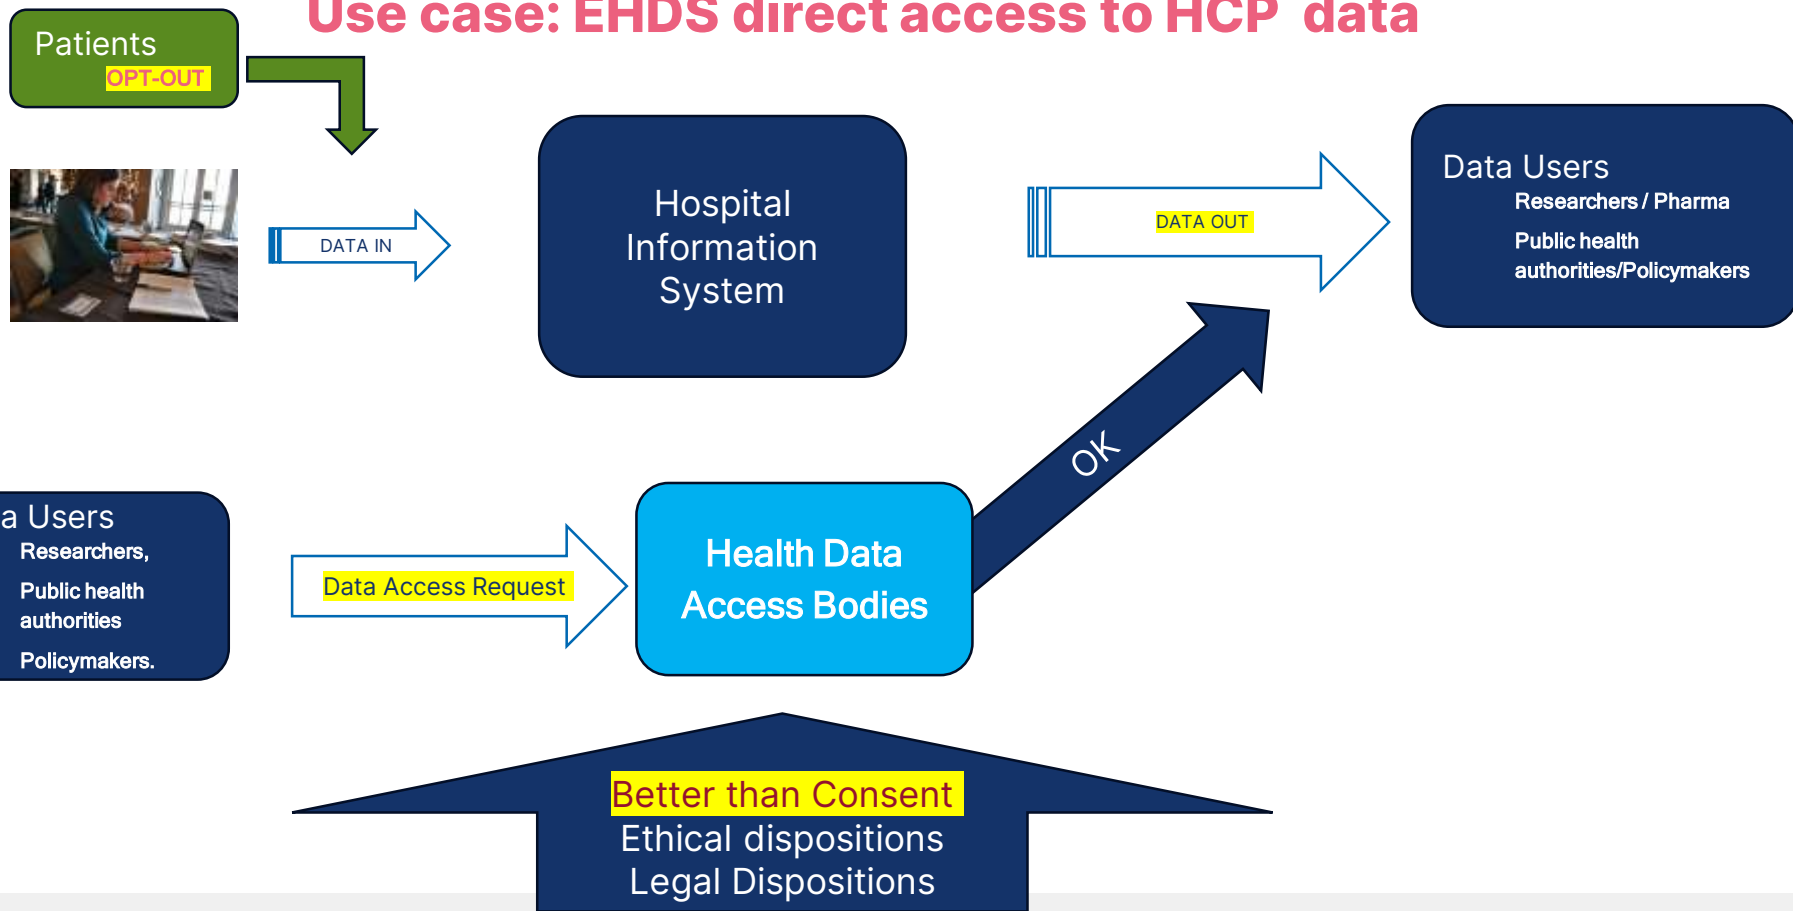 Use case: EHDS direct access to HCP data
Patients
OPT-OUT
DATA IN
Hospital
Information
System
DATA OUT
Data Users
Researchers / Pharma
Public health
authorities/Policymakers
OK
a Users
Researchers,
Public health
authorities
Policymakers.
Data Access Request
Health Data
Access Bodies
Better than Consent
Ethical dispositions
Legal Dispositions